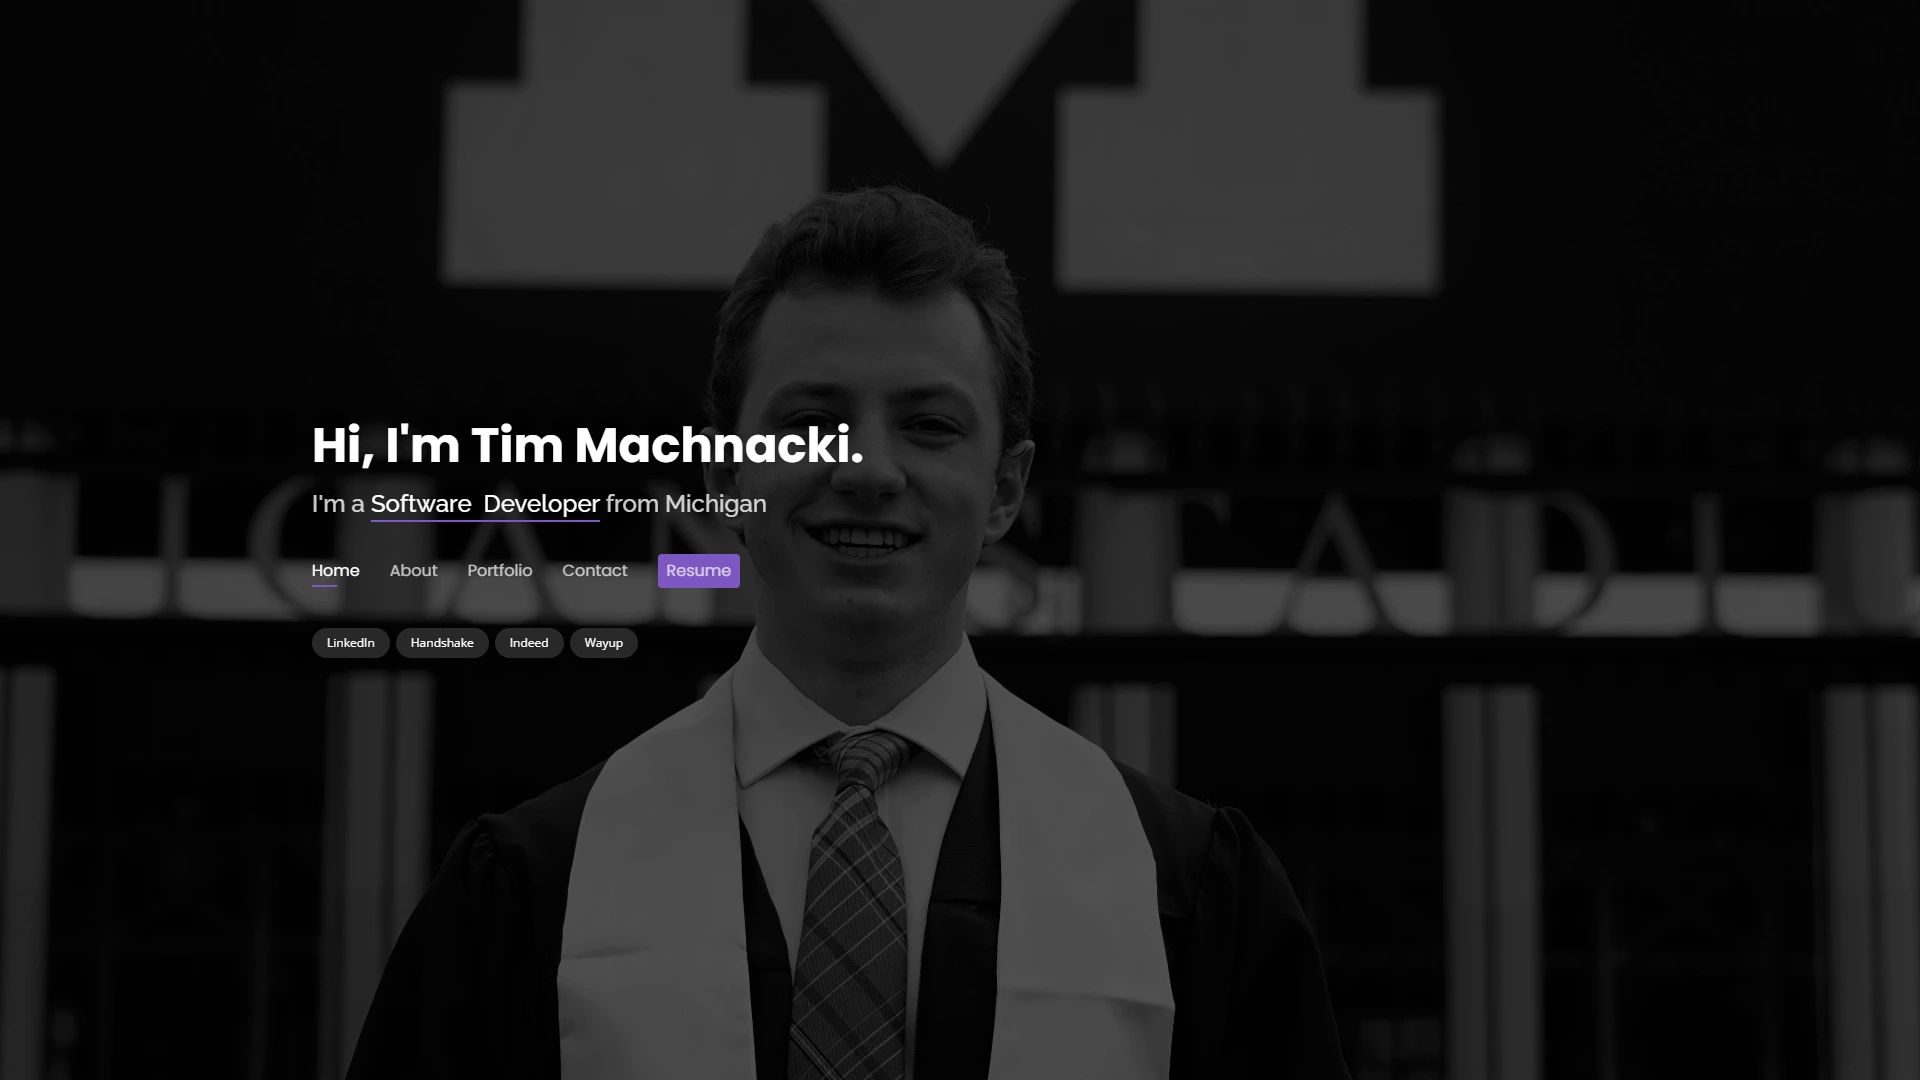 M
Hi, I'm Tim Machnacki.
I'm a Software Developer from Michigan
Home About Portfolio Contact Resume
LinkedIn Handshake Indeed Wayup